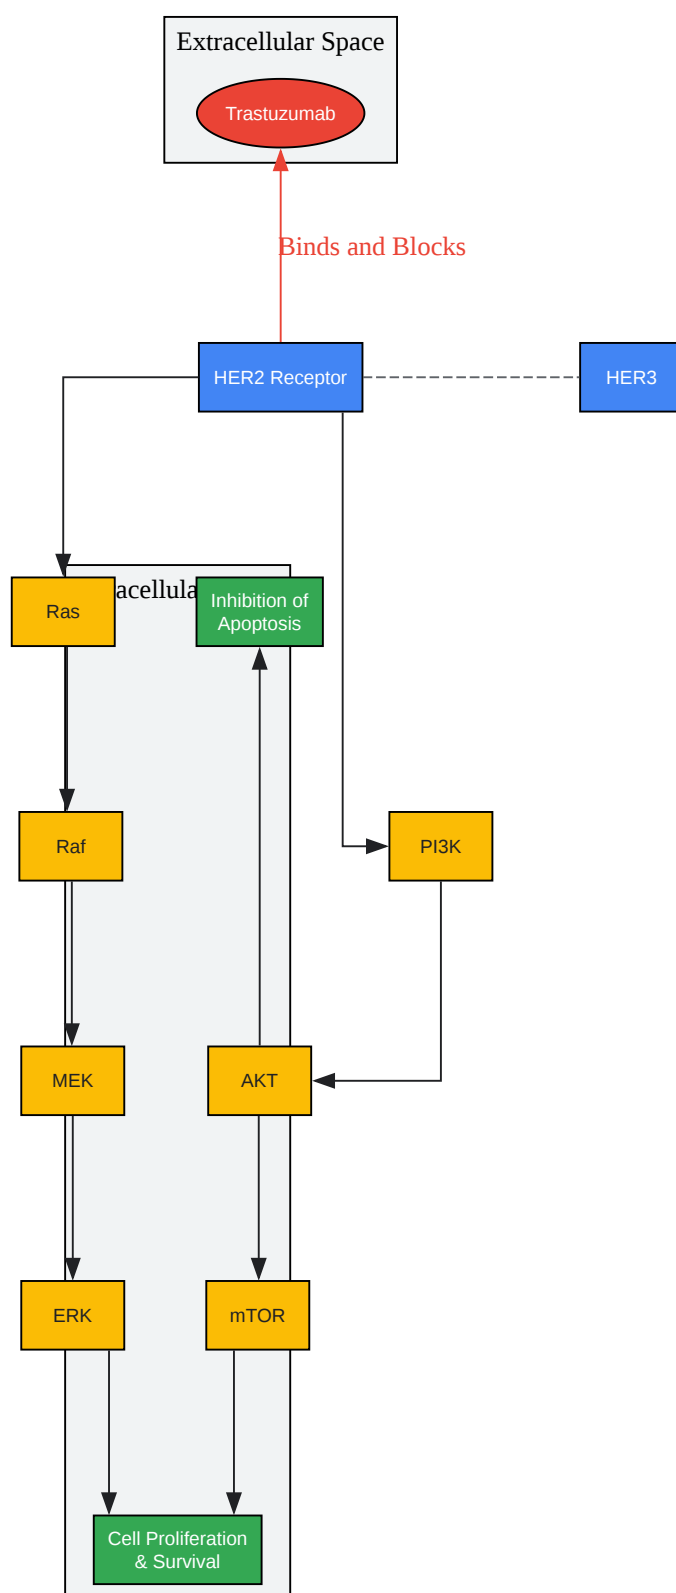 Extracellular Space
Trastuzumab
Binds and Blocks
HER2 Receptor
HER3
Ras
acellula
Inhibition of
Apoptosis
Raf
PI3K
MEK
AKT
ERK
mTOR
Cell Proliferation
& Survival